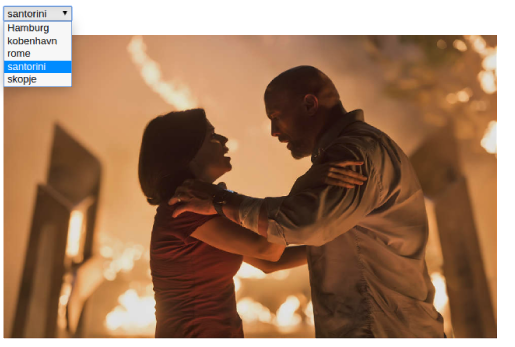 santorini
Hamburg
kobenhavn
rome
santorini
skopje